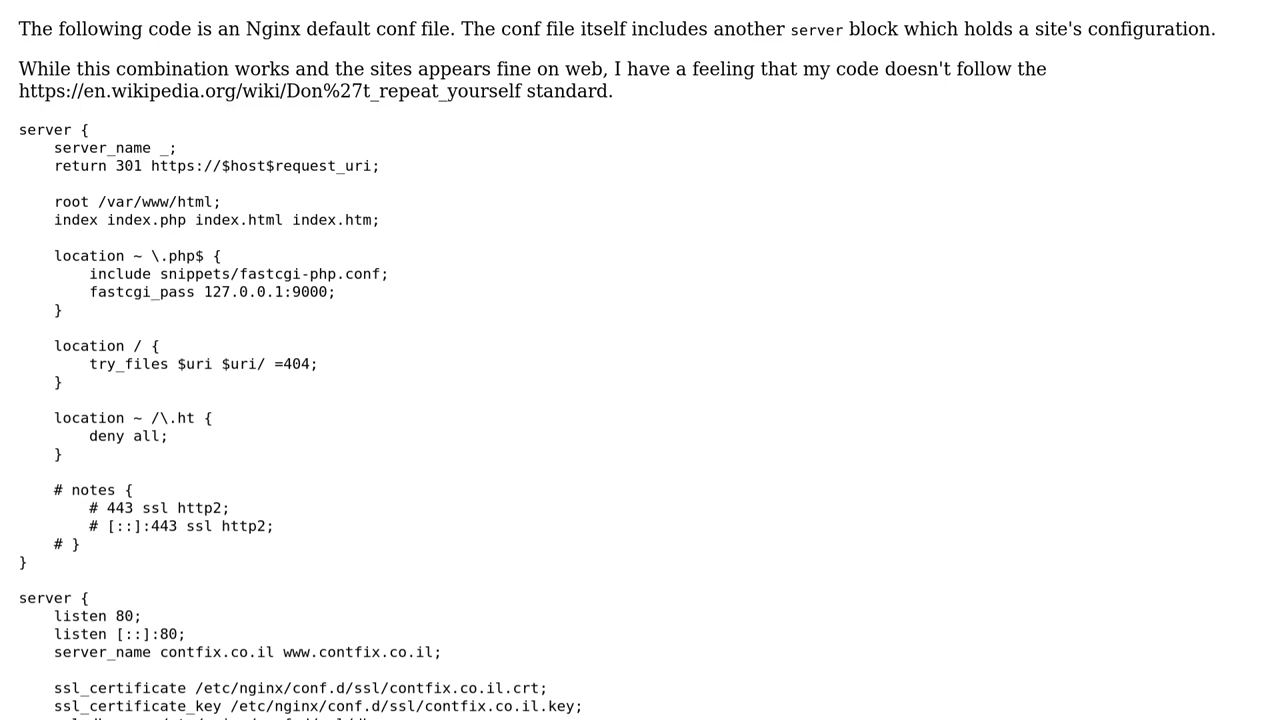 The following code is an Nginx default conf file. The conf file itself includes another server block which holds a site's configuration.
While this combination works and the sites appears fine on web, I have a feeling that my code doesn't follow the
https://en.wikipedia.org/wiki/Don%27t_repeat_yourself standard.
server {
    server_name _;
    return 301 https://$host$request_uri;

    root /var/www/html;
    index index.php index.html index.htm;

    location ~ \.php$ {
        include snippets/fastcgi-php.conf;
        fastcgi_pass 127.0.0.1:9000;
    }

    location / {
        try_files $uri $uri/ =404;
    }

    location ~ /\.ht {
        deny all;
    }

    # notes {
        # 443 ssl http2;
        # [::]:443 ssl http2;
    # }
}

server {
    listen 80;
    listen [::]:80;
    server_name contfix.co.il www.contfix.co.il;

    ssl_certificate /etc/nginx/conf.d/ssl/contfix.co.il.crt;
    ssl_certificate_key /etc/nginx/conf.d/ssl/contfix.co.il.key;